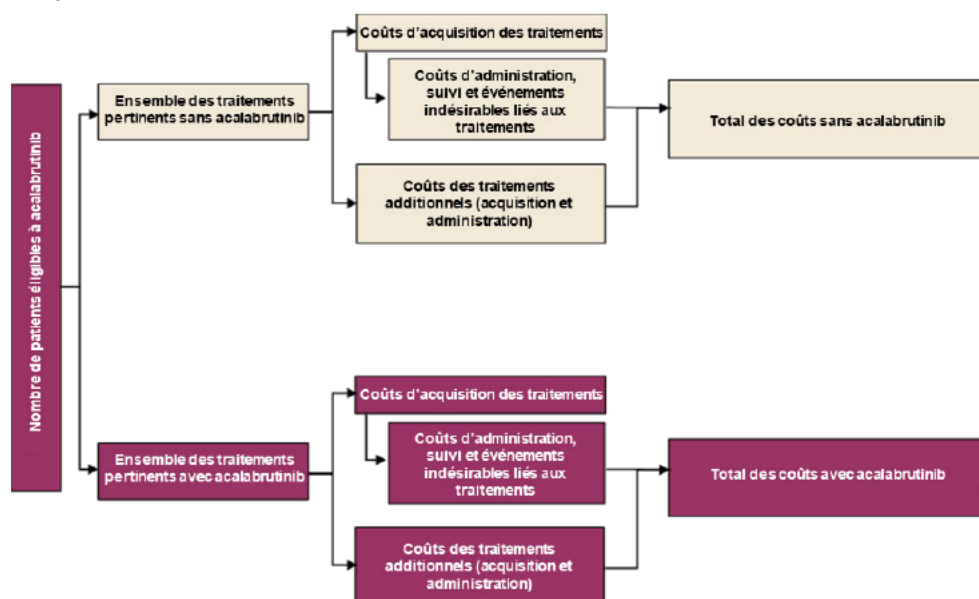 Nombre de patients éligibles à acalabrutinib
Ensemble des traitements
pertinents sans acalabrutinib
Coûts d'acquisition des traitements
Coûts d'administration,
suivi et événements
indésirables liés aux
traitements
Coûts des traitements
additionnels (acquisition et
administration)
Total des coûts sans acalabrutinib
Ensemble des traitements
pertinents avec acalabrutinib
Coûts d'acquisition des traitements
Coûts d'administration,
suivi et événements
indésirables liés aux
traitements
Coûts des traitements
additionnels (acquisition et
administration)
Total des coûts avec acalabrutinib